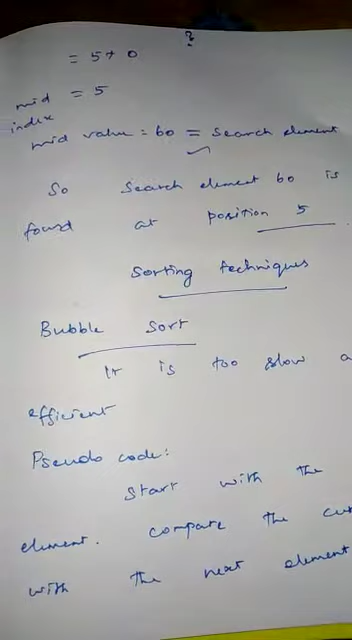 ?
= 5 + 0
mid index = 5
mid value = 60 = search element
So search element 60 is
found at position 5
Sorting techniques
Bubble sort
It is too slow a
efficient
Pseudo code:
Start with the
element. compare the cu
with the next element